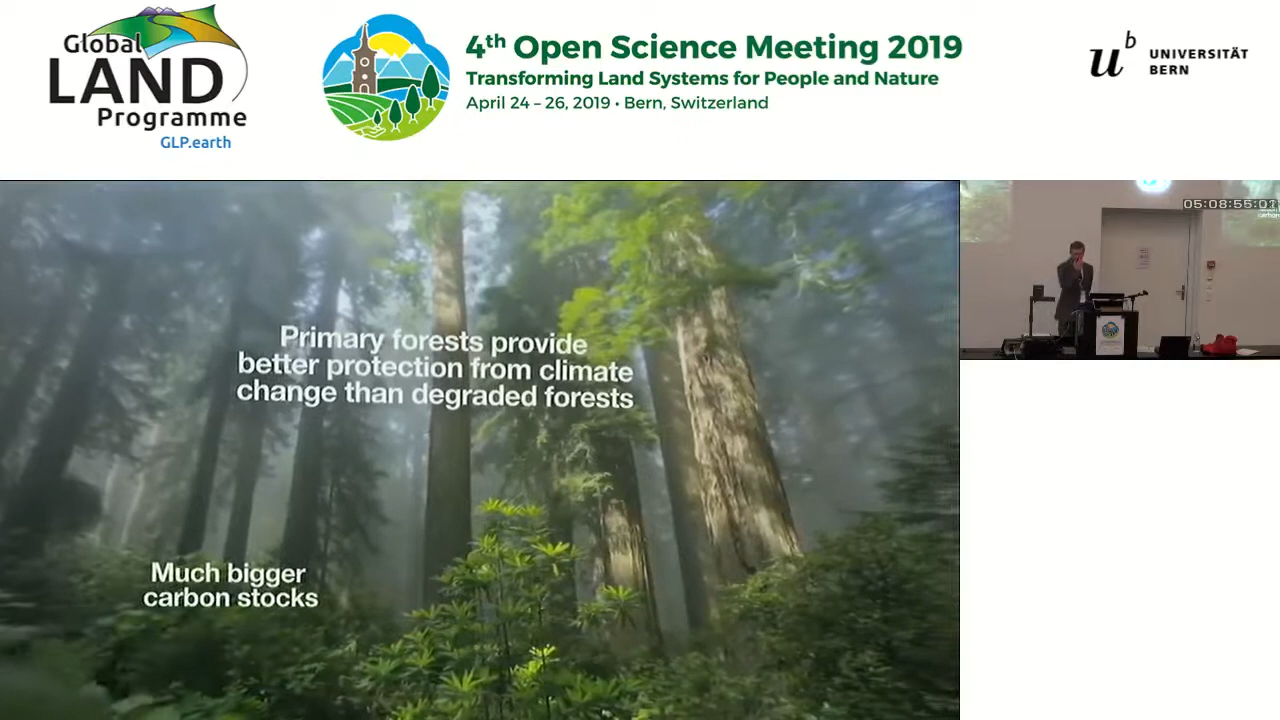 Global
LAND
Programme
GLP.earth
4th Open Science Meeting 2019
Transforming Land Systems for People and Nature
April 24 – 26, 2019 • Bern, Switzerland
u b
UNIVERSITÄT
BERN
05:08:55:01
Primary forests provide
better protection from climate
change than degraded forests
Much bigger
carbon stocks